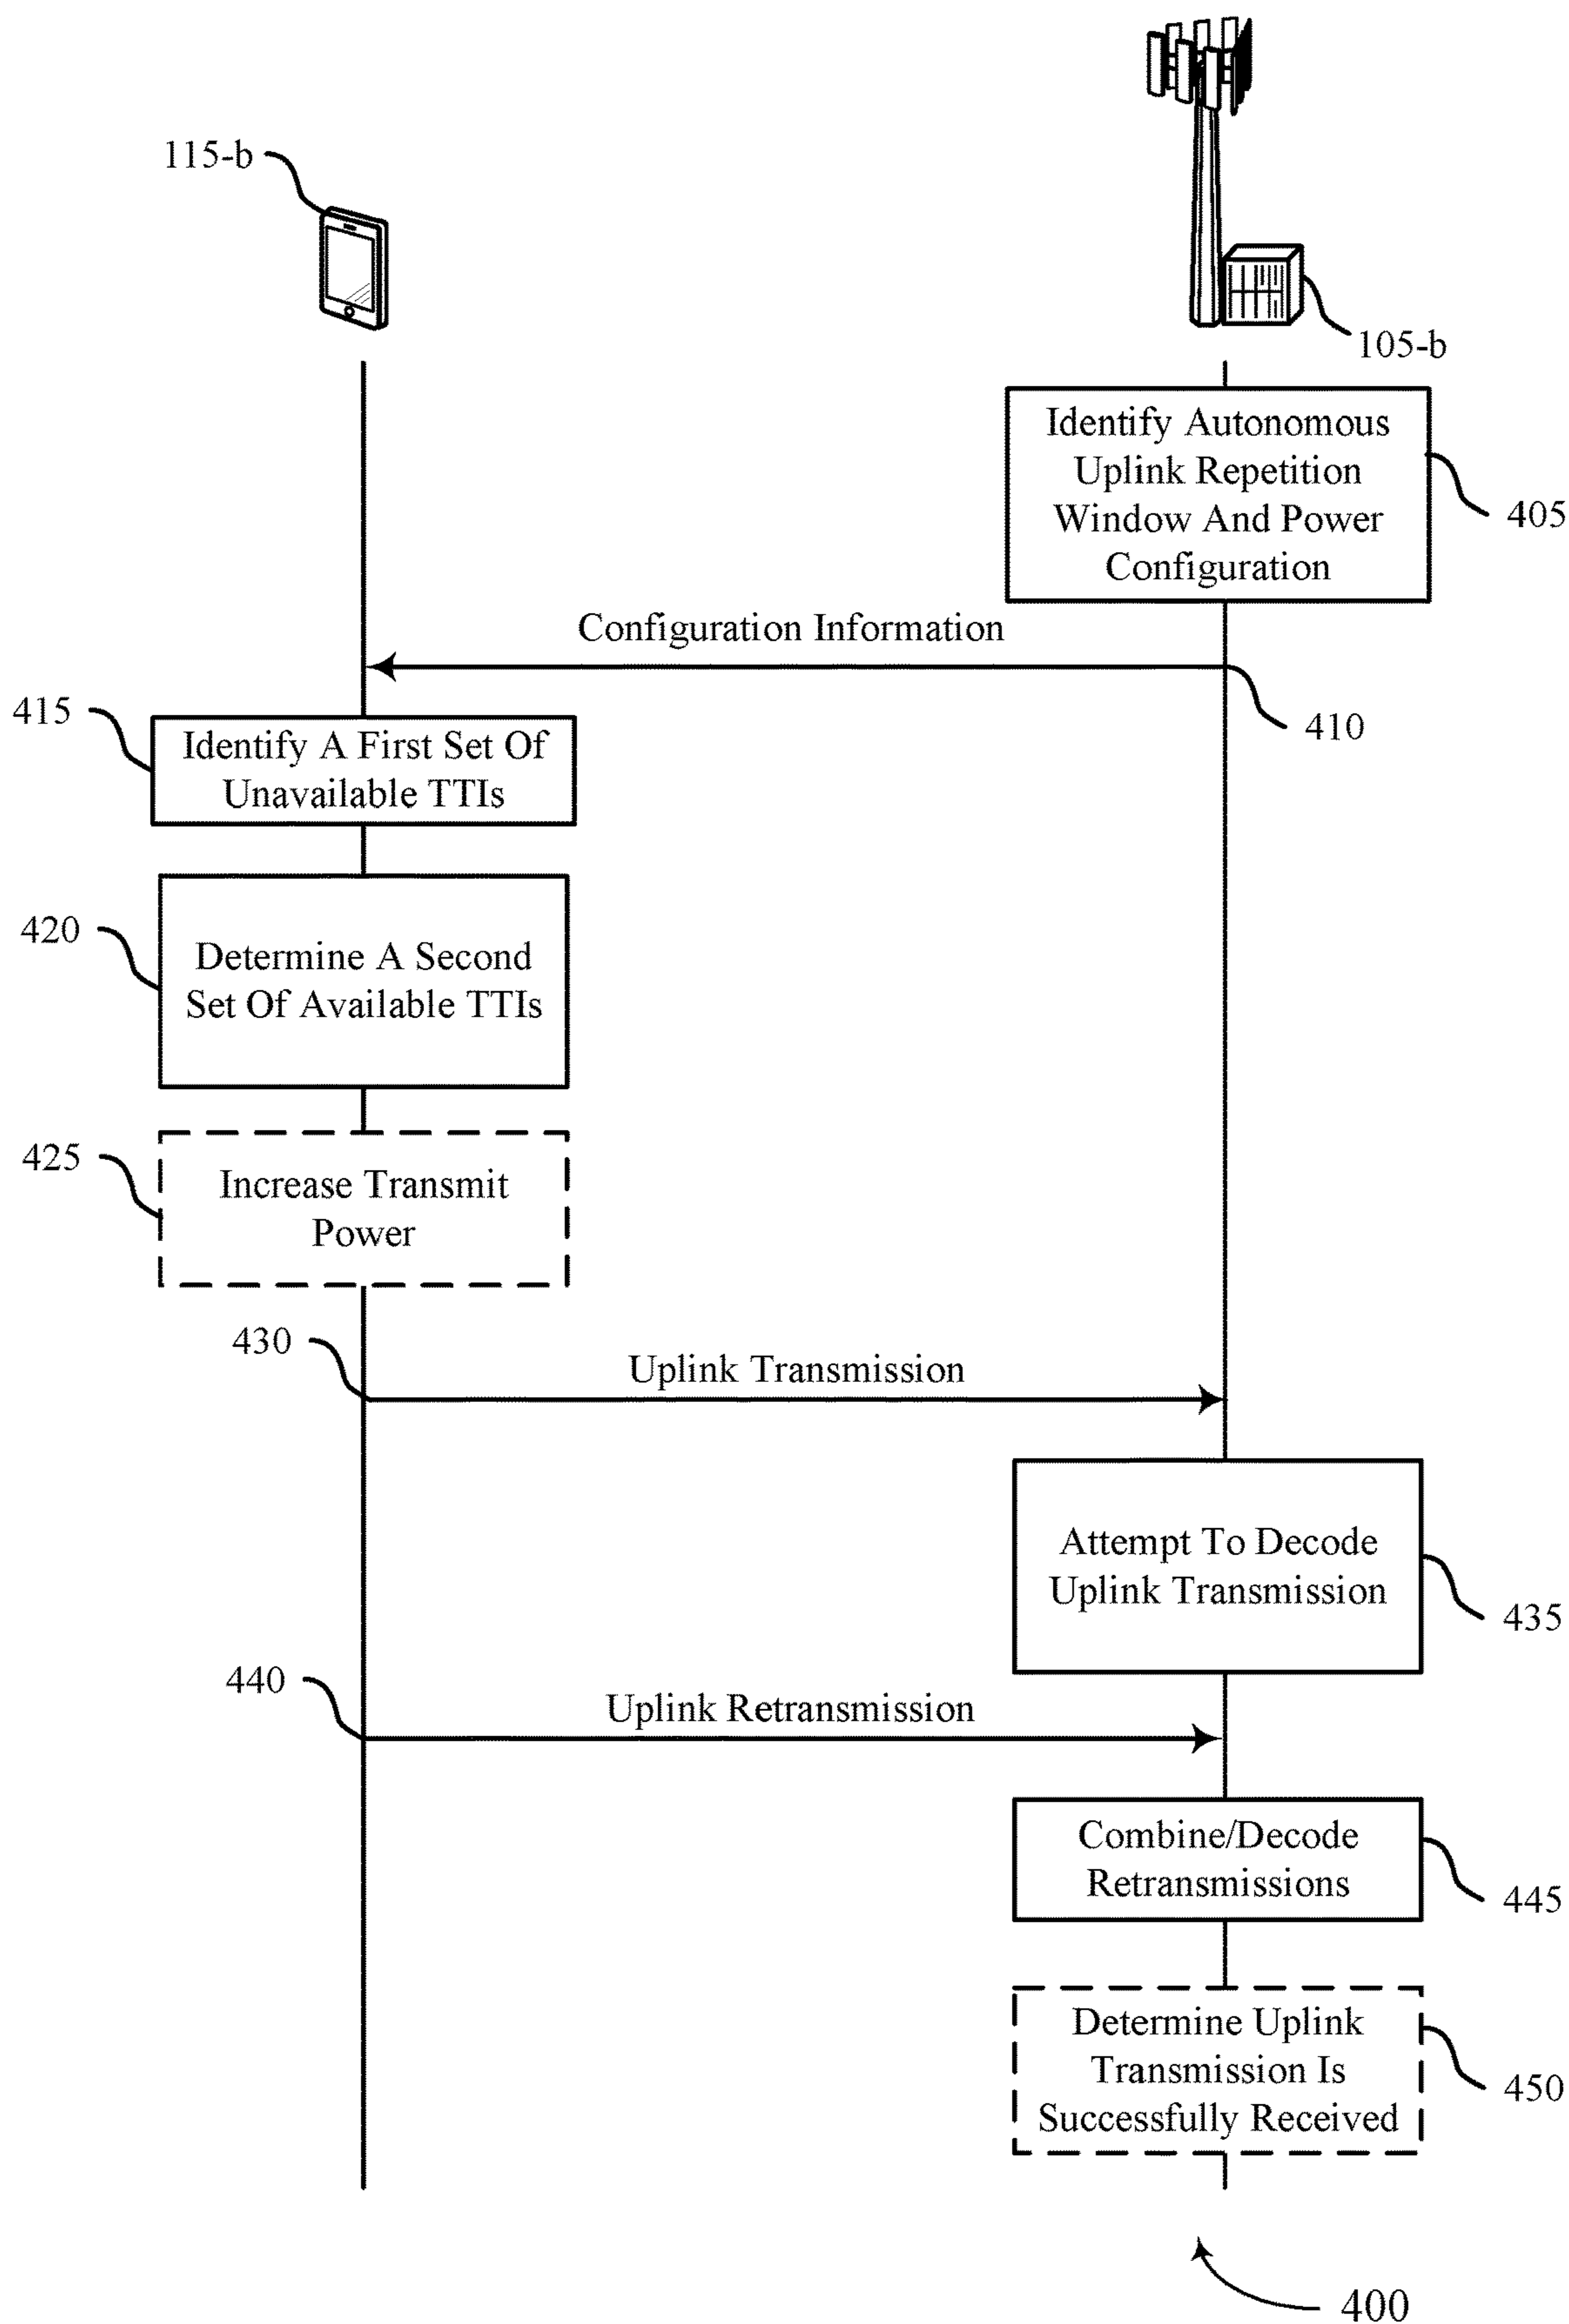 115-b
105-b
Identify Autonomous
Uplink Repetition
Window And Power
Configuration
405
Configuration Information
410
415
Identify A First Set Of
Unavailable TTIs
420
Determine A Second
Set Of Available TTIs
425
Increase Transmit
Power
430
Uplink Transmission
Attempt To Decode
Uplink Transmission
435
440
Uplink Retransmission
Combine/Decode
Retransmissions
445
Determine Uplink
Transmission Is
Successfully Received
450
400